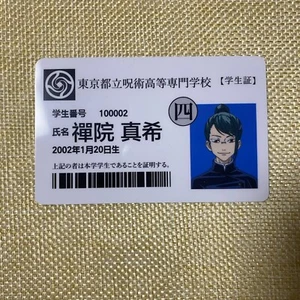 東京都立呪術高等専門学校 【学生証】
学生番号 100002
四
氏名 禪院 真希
2002年1月20日生
上記の者は本学学生であることを証明する。